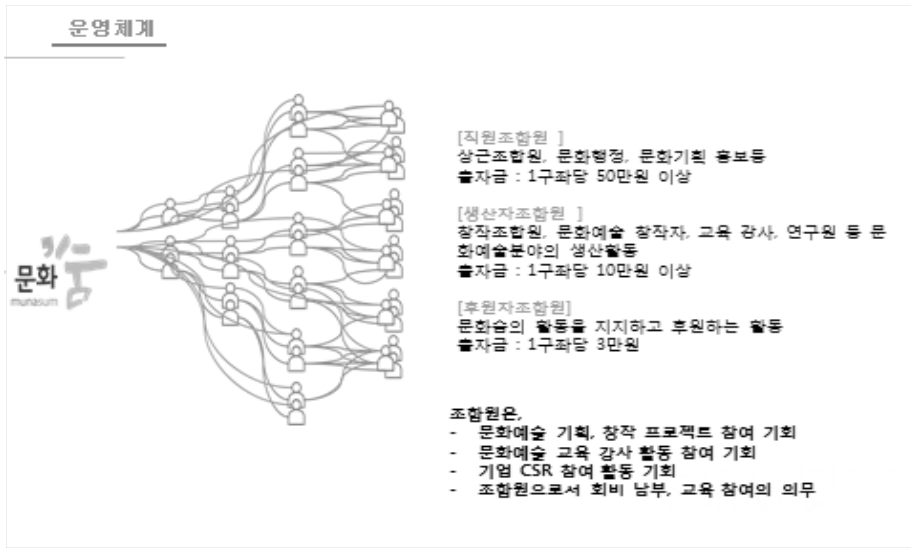 운영체계
[직원조합원 ]
상근조합원, 문화행정, 문화기획 홍보등
출자금 : 1구좌당 50만원 이상
[생산자조합원 ]
창작조합원, 문화예술 창작자, 교육 강사, 연구원 등 문
화예술분야의 생산활동
출자금 : 1구좌당 10만원 이상
[후원자조합원]
문화숨의 활동을 지지하고 후원하는 활동
출자금 : 1구좌당 3만원
문화숨
munasum
조합원은,
- 문화예술 기획, 창작 프로젝트 참여 기회
- 문화예술 교육 강사 활동 참여 기회
- 기업 CSR 참여 활동 기회
- 조합원으로서 회비 납부, 교육 참여의 의무